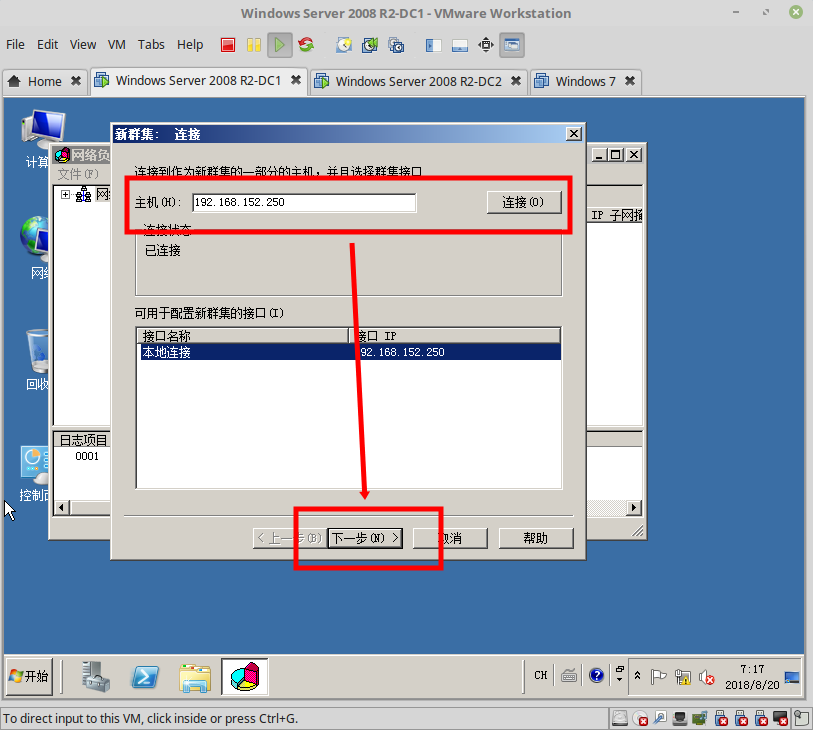 Windows Server 2008 R2-DC1 - VMware Workstation
File Edit View VM Tabs Help
Home Windows Server 2008 R2-DC1 Windows Server 2008 R2-DC2 Windows 7
计算
网络
回收
控制面
网络负
文件(F)
网络
IP 子网掩
日志项目
0001
新群集: 连接
连接到作为新群集的一部分的主机，并且选择群集接口
主机(H): 192.168.152.250 连接(O)
连接状态
已连接
可用于配置新群集的接口(I)
接口名称 接口 IP
本地连接 192.168.152.250
< 上一步(B) 下一步(N) > 取消 帮助
开始 CH 7:17
2018/8/20
To direct input to this VM, click inside or press Ctrl+G.